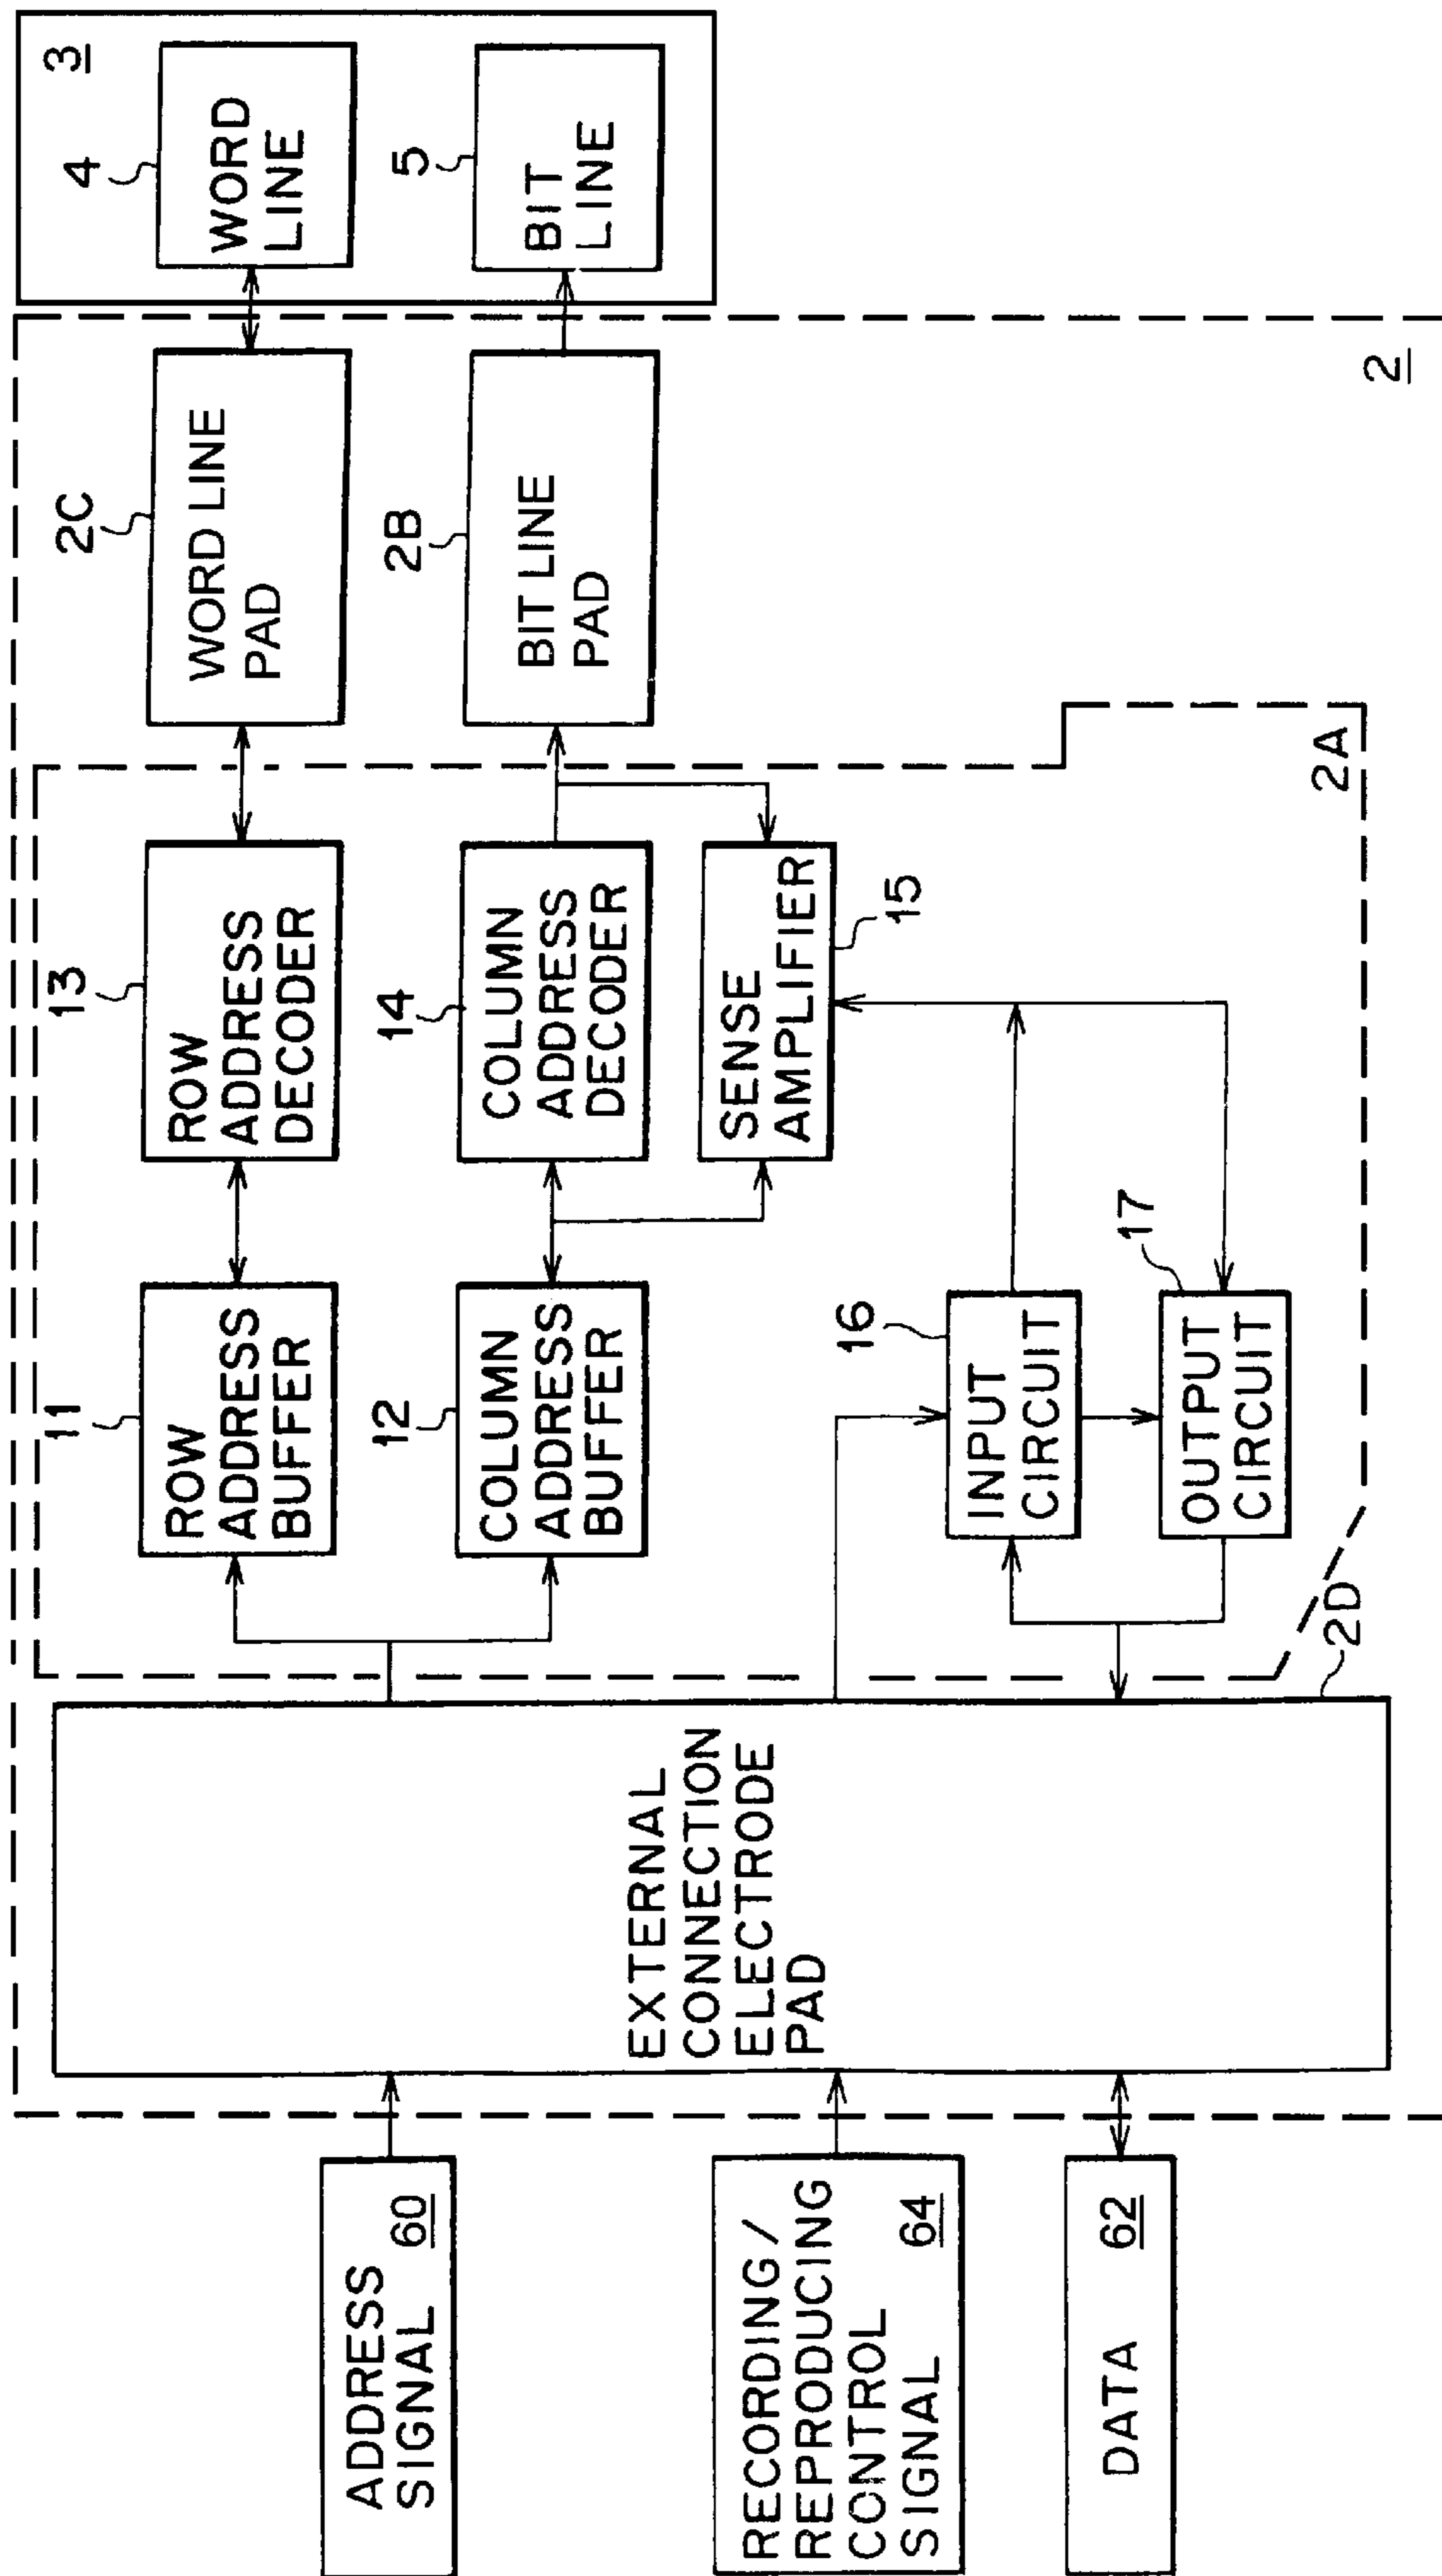 ADDRESS
SIGNAL 60
RECORDING/
REPRODUCING
CONTROL
SIGNAL 64
DATA 62
EXTERNAL
CONNECTION
ELECTRODE
PAD
2D
11
ROW
ADDRESS
BUFFER
12
COLUMN
ADDRESS
BUFFER
16
INPUT
CIRCUIT
17
OUTPUT
CIRCUIT
13
ROW
ADDRESS
DECODER
14
COLUMN
ADDRESS
DECODER
SENSE
AMPLIFIER
15
2A
2C
WORD LINE
PAD
2B
BIT LINE
PAD
2
3
4
WORD
LINE
5
BIT
LINE